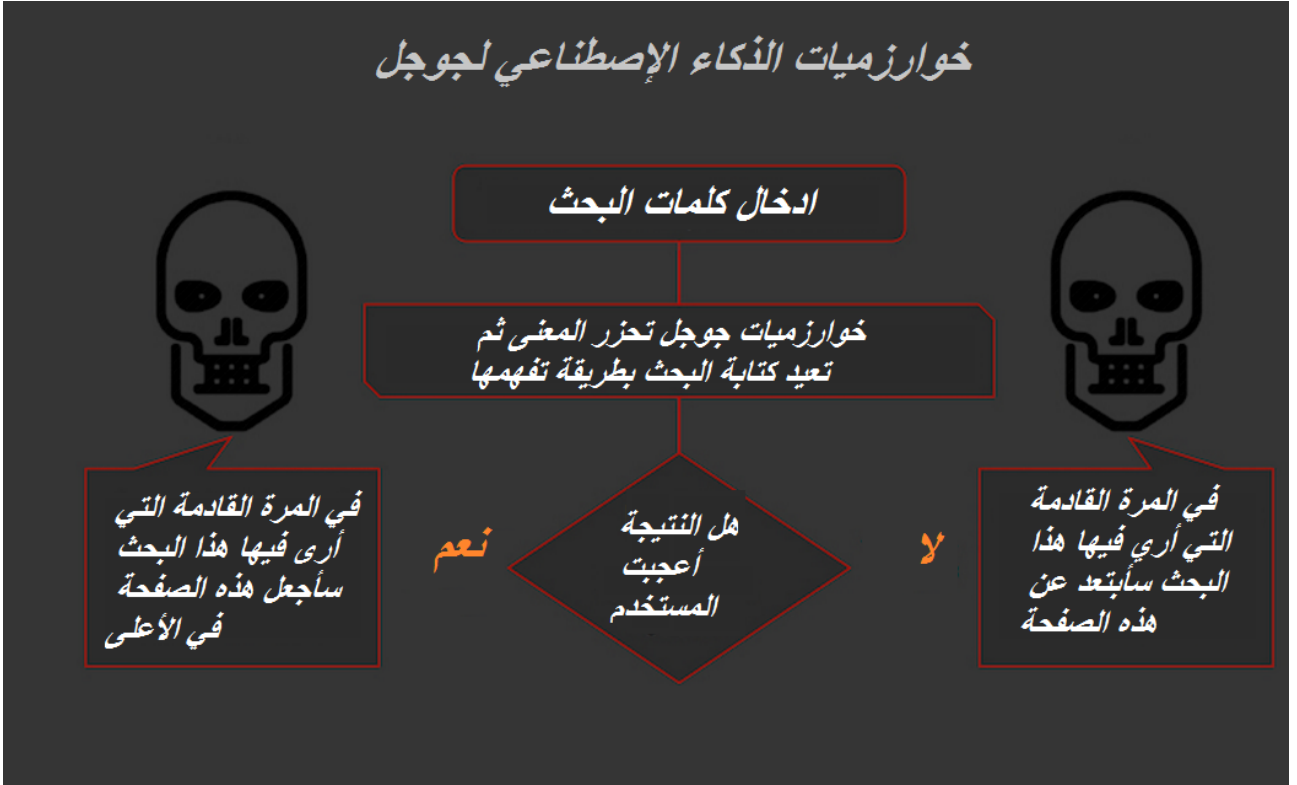 خوارزميات الذكاء الإصطناعي لجوجل
ادخال كلمات البحث
خوارزميات جوجل تحزر المعنى ثم
تعيد كتابة البحث بطريقة تفهمها
هل النتيجة
أعجبت
المستخدم
لا
نعم
في المرة القادمة
التي أري فيها هذا
البحث سأبتعد عن
هذه الصفحة
في المرة القادمة التي
أرى فيها هذا البحث
سأجعل هذه الصفحة
في الأعلى